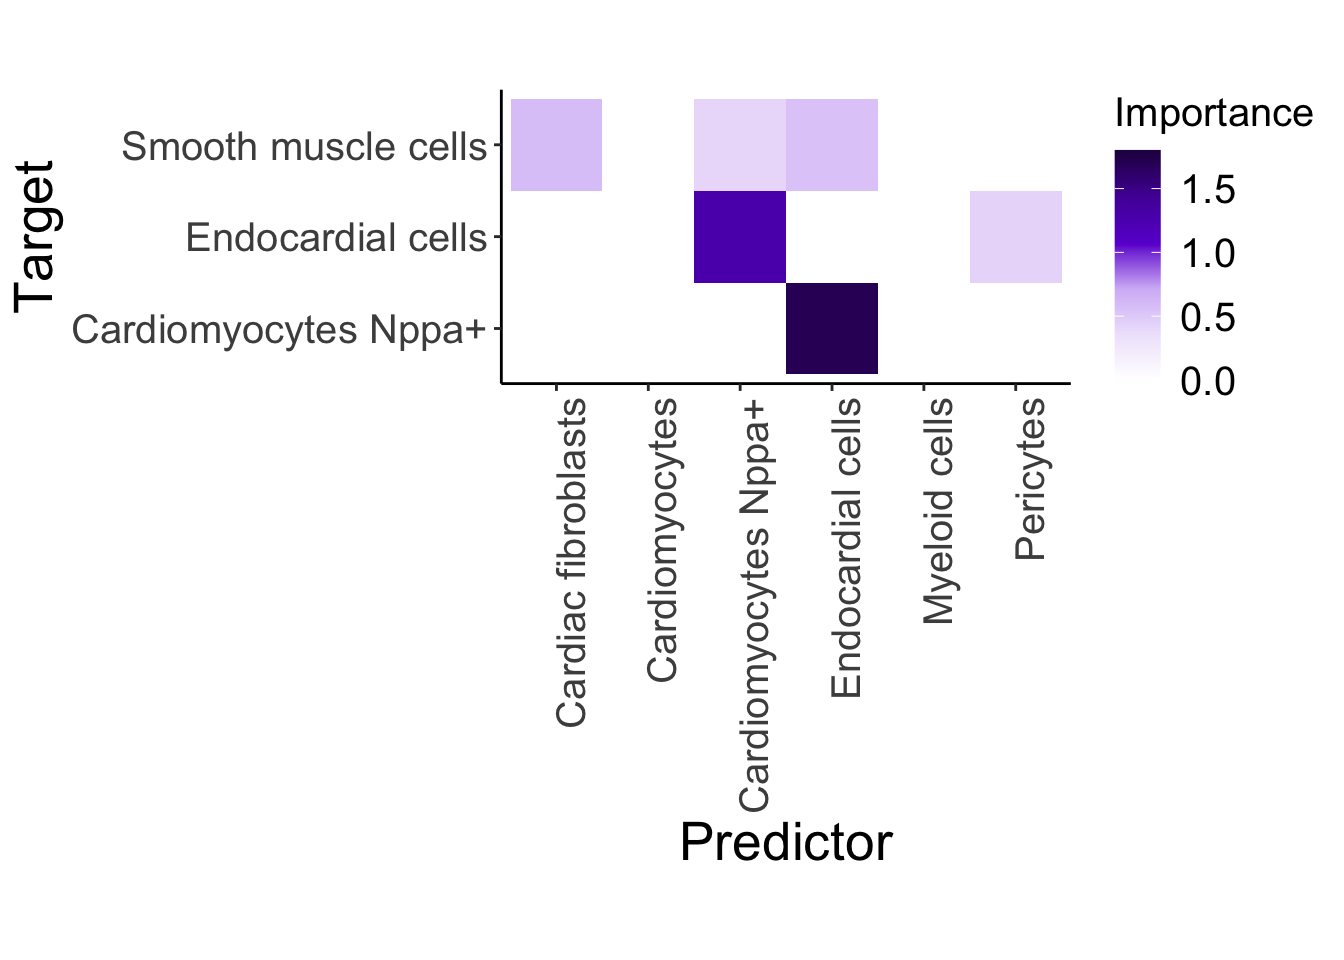 Target
Smooth muscle cells
Endocardial cells
Cardiomyocytes Nppa+
Cardiac fibroblasts
Cardiomyocytes
Cardiomyocytes Nppa+
Endocardial cells
Myeloid cells
Pericytes
Predictor
Importance
1.5
1.0
0.5
0.0